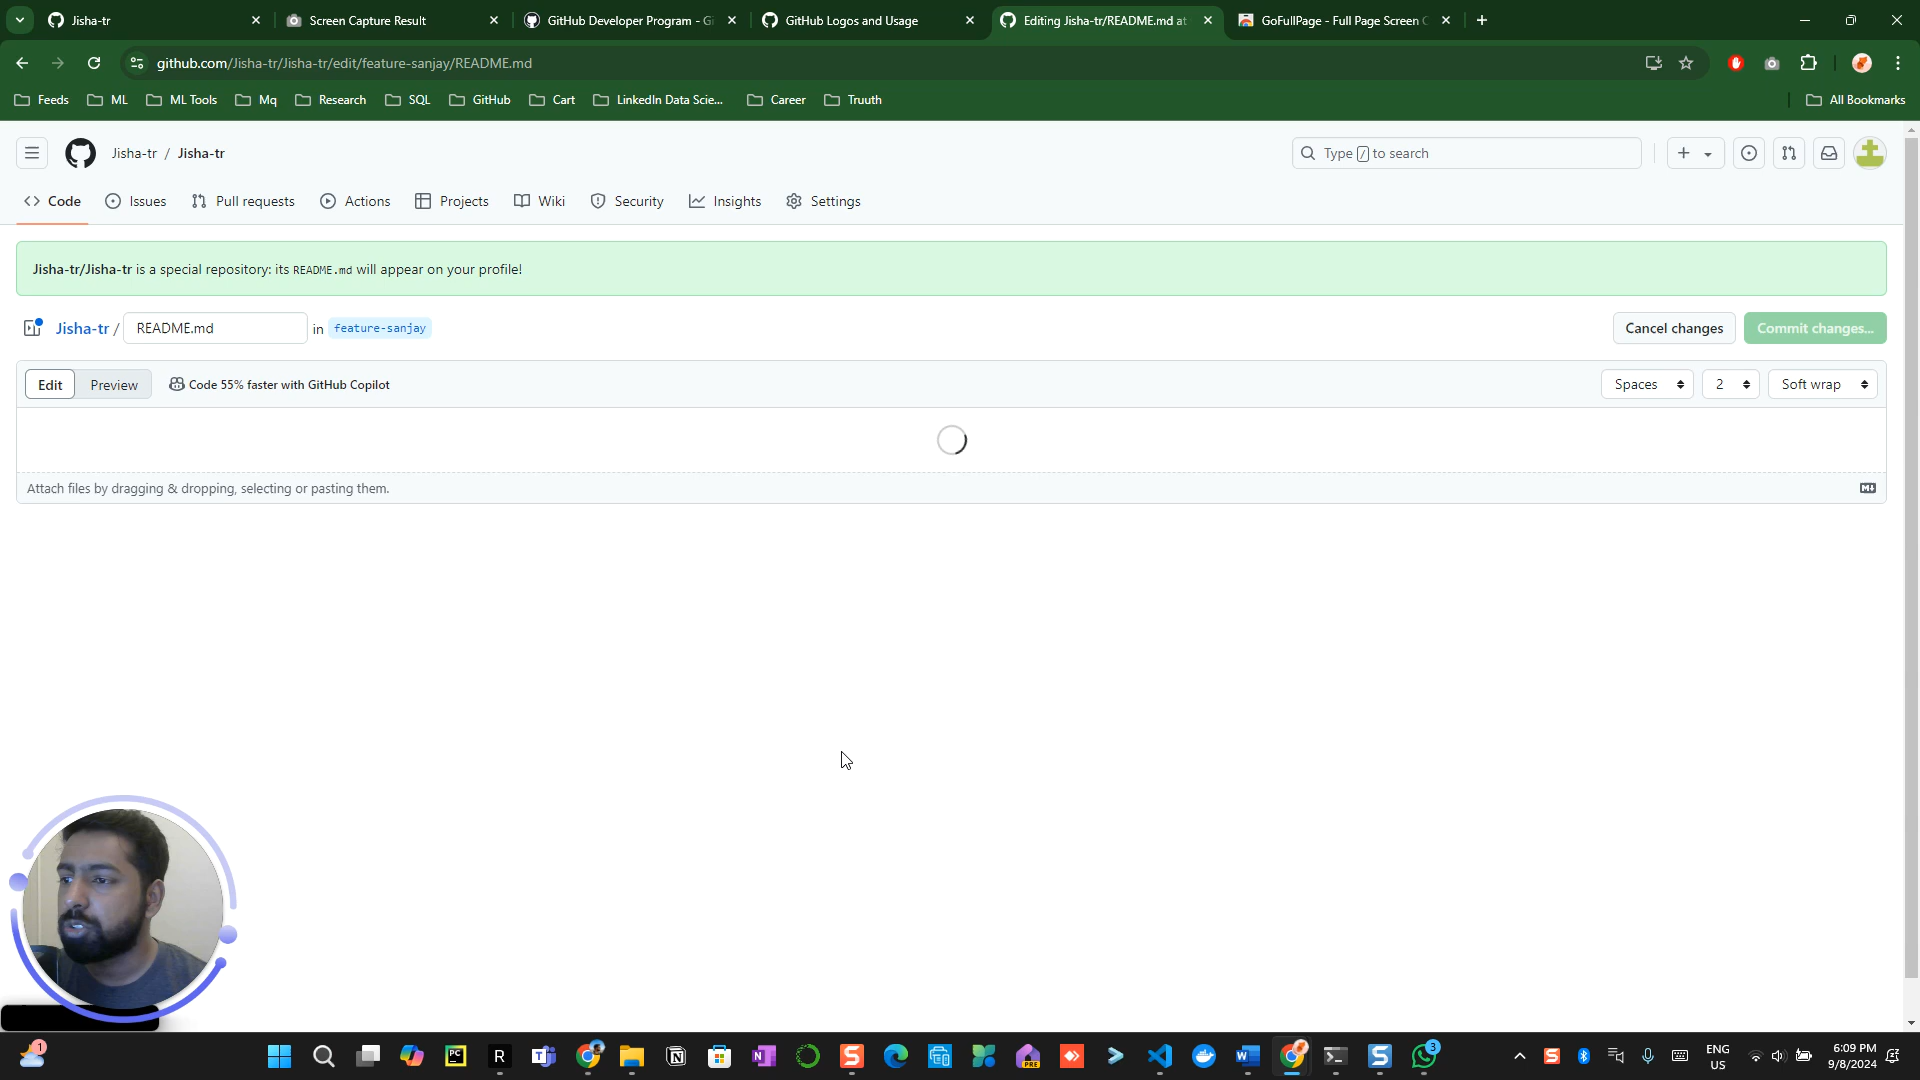 Jisha-tr
Screen Capture Result
GitHub Developer Program - Gi
GitHub Logos and Usage
Editing Jisha-tr/README.md at
GoFullPage - Full Page Screen C
github.com/Jisha-tr/Jisha-tr/edit/feature-sanjay/README.md
Feeds
ML
ML Tools
Mq
Research
SQL
GitHub
Cart
LinkedIn Data Scie...
Career
Truuth
All Bookmarks
Jisha-tr / Jisha-tr
Type / to search
Code
Issues
Pull requests
Actions
Projects
Wiki
Security
Insights
Settings
Jisha-tr/Jisha-tr is a special repository: its README.md will appear on your profile!
Jisha-tr / README.md in feature-sanjay
Cancel changes
Commit changes...
Edit
Preview
Code 55% faster with GitHub Copilot
Spaces
2
Soft wrap
Attach files by dragging & dropping, selecting or pasting them.
1
PC
R
PRE
3
ENG
US
6:09 PM
9/8/2024